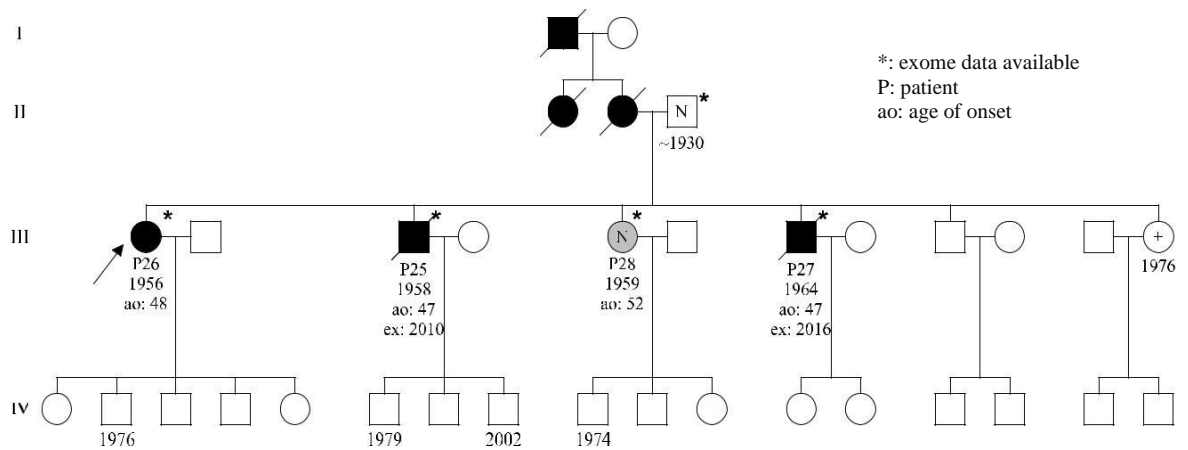 I
*: exome data available
P: patient
ao: age of onset
II
N
*
~1930
III
*
*
N
*
*
+
P26
1956
ao: 48
P25
1958
ao: 47
ex: 2010
P28
1959
ao: 52
P27
1964
ao: 47
ex: 2016
1976
IV
1976
1979
2002
1974